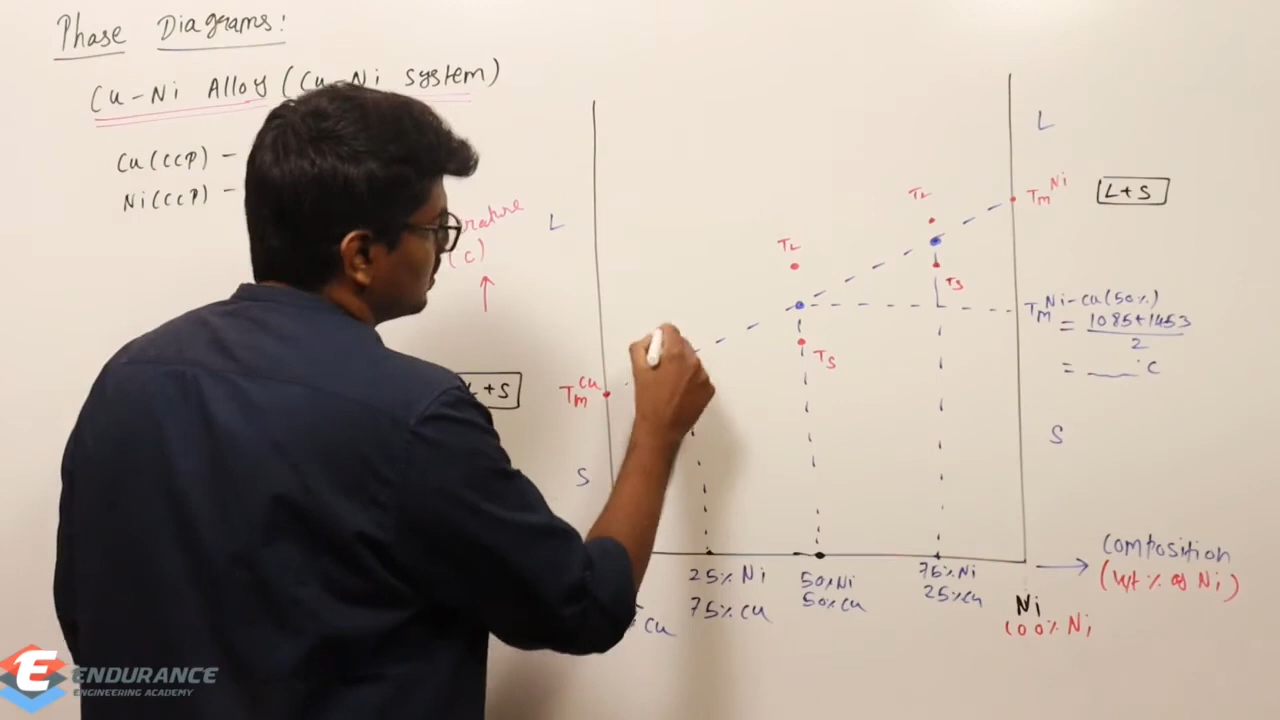 Phase Diagrams:
Cu-Ni Alloy (Cu-Ni system)
Cu (CCP) -
Ni (CCP) -
(C)
L
L+S
S
Tm Cu
TL
TS
TL
TS
L
Tm Ni
L+S
Tm Ni-Cu (50%)
= 1085+1453
2
= ____ °C
S
25% Ni
75% Cu
50% Ni
50% Cu
75% Ni
25% Cu
Ni
100% Ni
Cu
Composition
(wt % of Ni)
E ENDURANCE
ENGINEERING ACADEMY